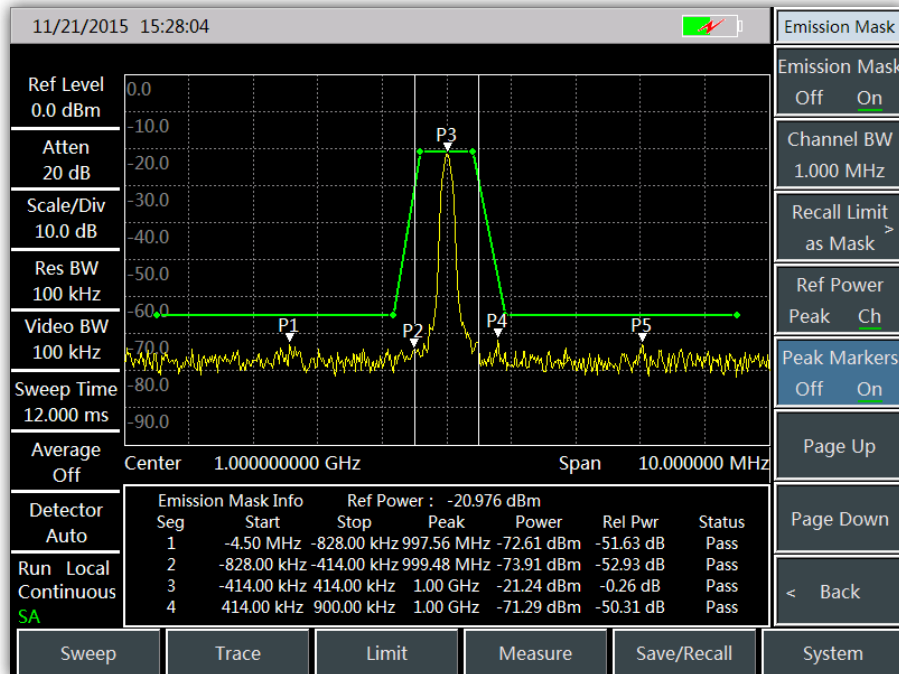 11/21/2015 15:28:04
Emission Mask
Ref Level
0.0 dBm
Atten
20 dB
Scale/Div
10.0 dB
Res BW
100 kHz
Video BW
100 kHz
Sweep Time
12.000 ms
Average
Off
Detector
Auto
Run Local
Continuous
SA
0.0
-10.0
-20.0
-30.0
-40.0
-50.0
-60.0
-70.0
-80.0
-90.0
P1
P2
P3
P4
P5
Center 1.000000000 GHz Span 10.000000 MHz
Emission Mask Info Ref Power : -20.976 dBm
Seg Start Stop Peak Power Rel Pwr Status
1 -4.50 MHz -828.00 kHz 997.56 MHz -72.61 dBm -51.63 dB Pass
2 -828.00 kHz -414.00 kHz 999.48 MHz -73.91 dBm -52.93 dB Pass
3 -414.00 kHz 414.00 kHz 1.00 GHz -21.24 dBm -0.26 dB Pass
4 414.00 kHz 900.00 kHz 1.00 GHz -71.29 dBm -50.31 dB Pass
Emission Mask
Off On
Channel BW
1.000 MHz
Recall Limit
as Mask >
Ref Power
Peak Ch
Peak Markers
Off On
Page Up
Page Down
< Back
Sweep Trace Limit Measure Save/Recall System